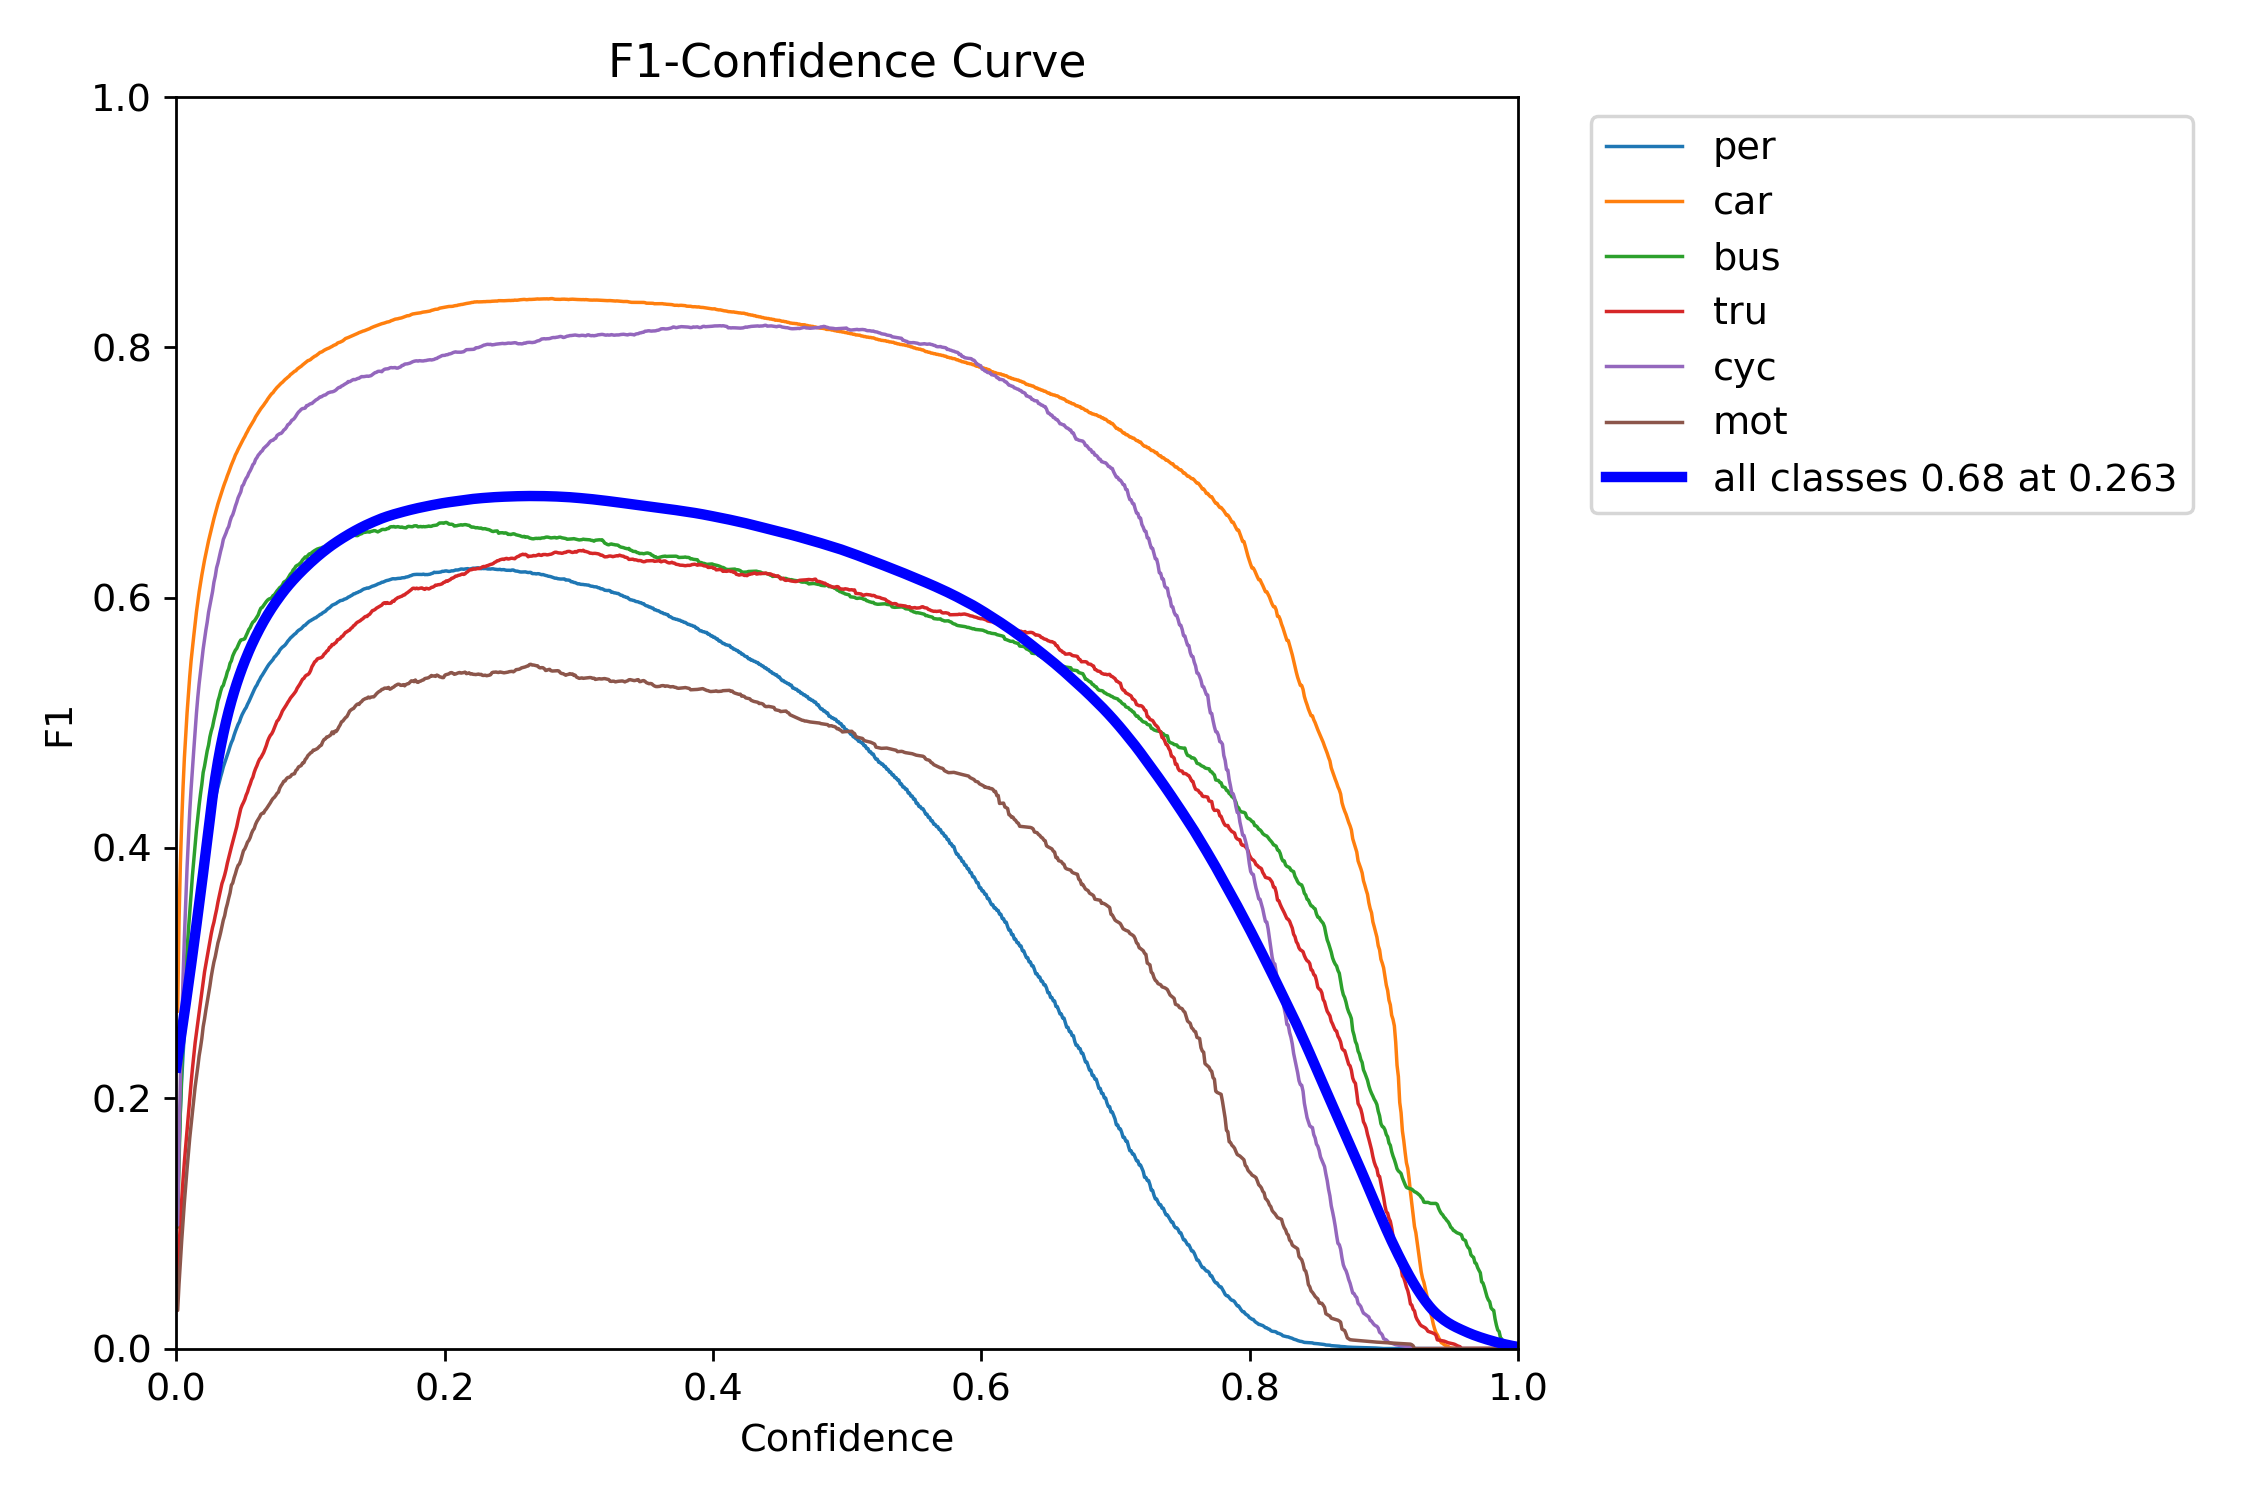 F1-Confidence Curve
1.0
0.8
0.6
0.4
0.2
0.0
F1
0.0 0.2 0.4 0.6 0.8 1.0
Confidence
per
car
bus
tru
cyc
mot
all classes 0.68 at 0.263